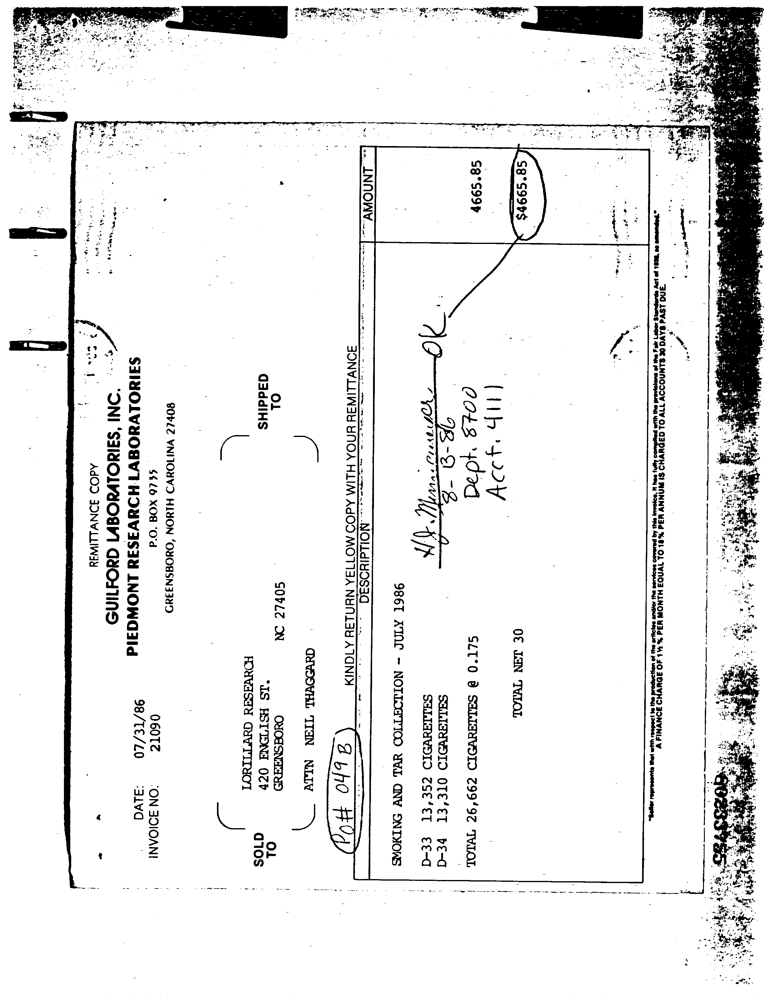 REMITTANCE COPY
GUILFORD LABORATORIES, INC.
PIEDMONT RESEARCH LABORATORIES
P.O. BOX 9735
GREENSBORO, NORTH CAROLINA 27408
DATE: 07/31/86
INVOICE NO. 21090
SOLD TO
LORILLARD RESEARCH
420 ENGLISH ST.
GREENSBORO NC 27405
ATTN NEIL THAGGARD
SHIPPED TO
PO# 049B
KINDLY RETURN YELLOW COPY WITH YOUR REMITTANCE
DESCRIPTION AMOUNT
SMOKING AND TAR COLLECTION - JULY 1986
D-33 13,352 CIGARETTES
D-34 13,310 CIGARETTES
TOTAL 26,662 CIGARETTES @ 0.175 4665.85
TOTAL NET 30 $4665.85
OK
8-13-86
Dept. 8700
Acct. 4111
"Seller represents that with respect to the production of the articles and/or the services covered by this invoice, it has fully complied with the provisions of the Fair Labor Standards Act of 1938, as amended."
A FINANCE CHARGE OF 1½ % PER MONTH EQUAL TO 18% PER ANNUM IS CHARGED TO ALL ACCOUNTS 30 DAYS PAST DUE.